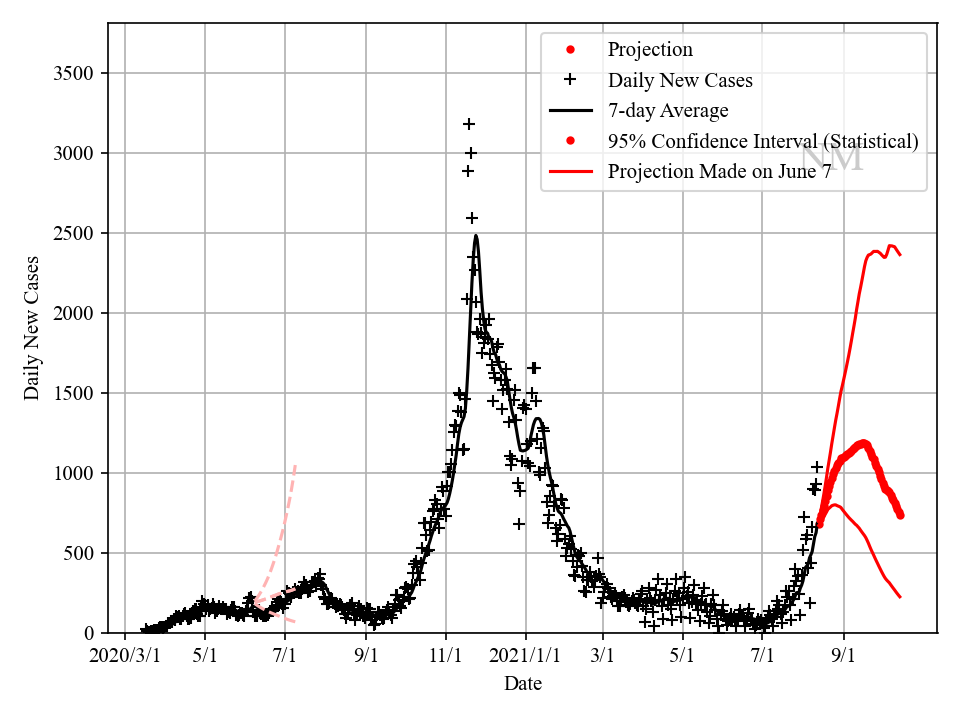 3500
3000
2500
2000
1500
1000
500
0
Daily New Cases
2020/3/1 5/1 7/1 9/1 11/1 2021/1/1 3/1 5/1 7/1 9/1
Date
Projection
Daily New Cases
7-day Average
95% Confidence Interval (Statistical)
Projection Made on June 7
NM